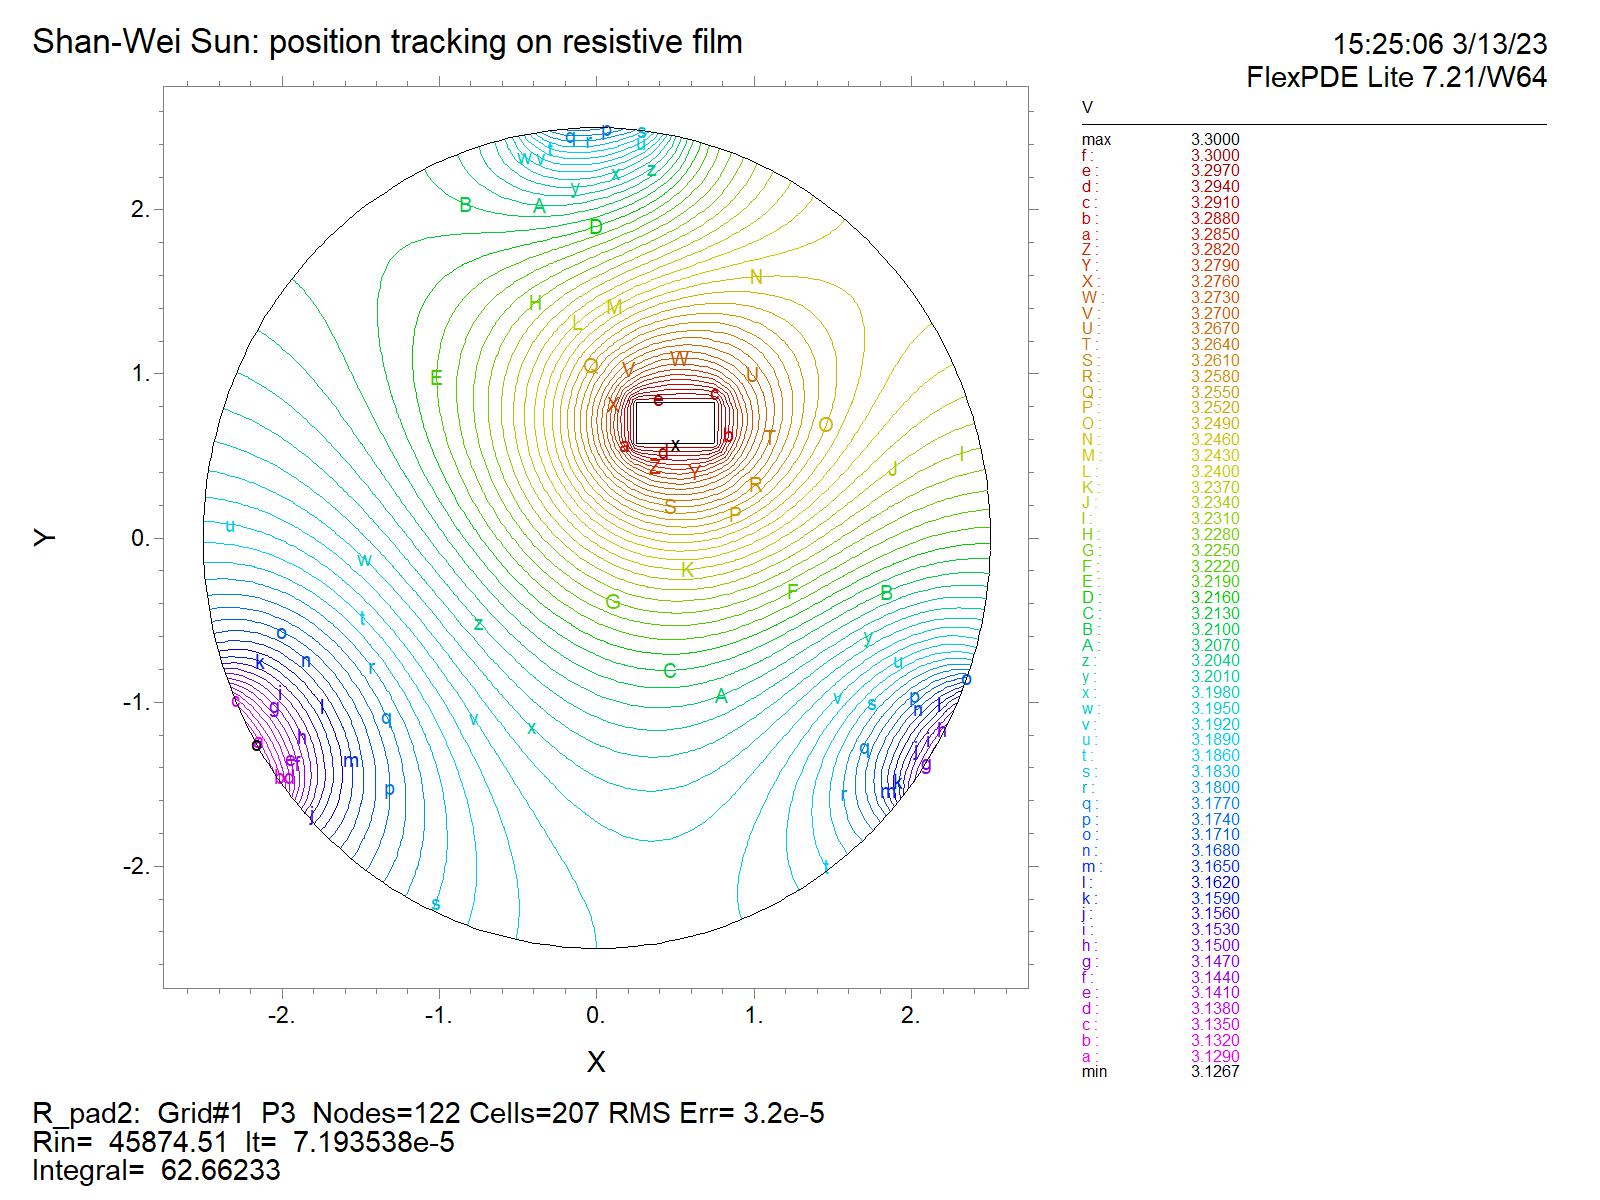 Shan-Wei Sun: position tracking on resistive film
15:25:06 3/13/23
FlexPDE Lite 7.21/W64
V
max 3.3000
f : 3.3000
e : 3.2970
d : 3.2940
c : 3.2910
b : 3.2880
a : 3.2850
Z : 3.2820
Y : 3.2790
X : 3.2760
W : 3.2730
V : 3.2700
U : 3.2670
T : 3.2640
S : 3.2610
R : 3.2580
Q : 3.2550
P : 3.2520
O : 3.2490
N : 3.2460
M : 3.2430
L : 3.2400
K : 3.2370
J : 3.2340
I : 3.2310
H : 3.2280
G : 3.2250
F : 3.2220
E : 3.2190
D : 3.2160
C : 3.2130
B : 3.2100
A : 3.2070
z : 3.2040
y : 3.2010
x : 3.1980
w : 3.1950
v : 3.1920
u : 3.1890
t : 3.1860
s : 3.1830
r : 3.1800
q : 3.1770
p : 3.1740
o : 3.1710
n : 3.1680
m : 3.1650
l : 3.1620
k : 3.1590
j : 3.1560
i : 3.1530
h : 3.1500
g : 3.1470
f : 3.1440
e : 3.1410
d : 3.1380
c : 3.1350
b : 3.1320
a : 3.1290
min 3.1267
2.
1.
0.
-1.
-2.
Y
-2. -1. 0. 1. 2.
X
R_pad2: Grid#1 P3 Nodes=122 Cells=207 RMS Err= 3.2e-5
Rin= 45874.51 It= 7.193538e-5
Integral= 62.66233